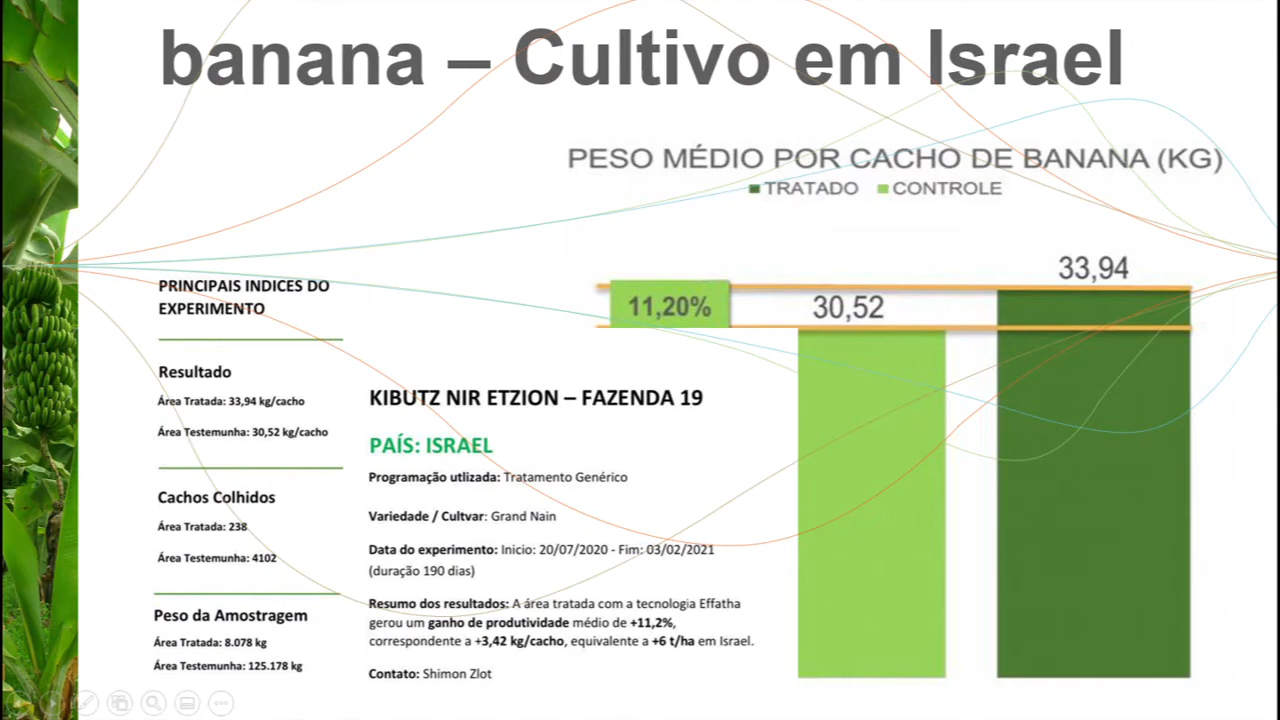 banana – Cultivo em Israel
PESO MÉDIO POR CACHO DE BANANA (KG)
TRATADO CONTROLE
33,94
11,20%
30,52
PRINCIPAIS INDICES DO
EXPERIMENTO
Resultado
Área Tratada: 33,94 kg/cacho
Área Testemunha: 30,52 kg/cacho
Cachos Colhidos
Área Tratada: 238
Área Testemunha: 4102
Peso da Amostragem
Área Tratada: 8.078 kg
Área Testemunha: 125.178 kg
KIBUTZ NIR ETZION – FAZENDA 19
PAÍS: ISRAEL
Programação utlizada: Tratamento Genérico
Variedade / Cultvar: Grand Nain
Data do experimento: Inicio: 20/07/2020 - Fim: 03/02/2021
(duração 190 dias)
Resumo dos resultados: A área tratada com a tecnologia Effatha
gerou um ganho de produtividade médio de +11,2%,
correspondente a +3,42 kg/cacho, equivalente a +6 t/ha em Israel.
Contato: Shimon Zlot